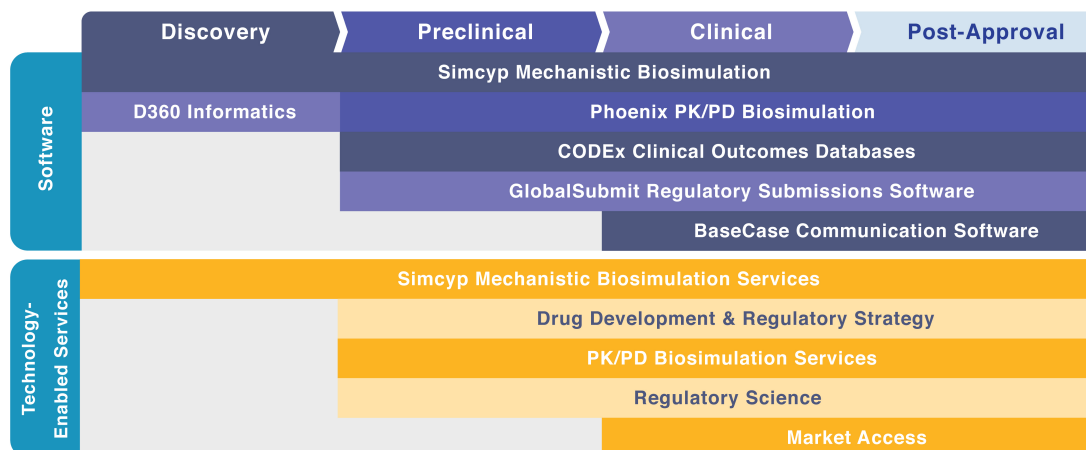 Discovery
Preclinical
Clinical
Post-Approval
Software
Simcyp Mechanistic Biosimulation
D360 Informatics
Phoenix PK/PD Biosimulation
CODEx Clinical Outcomes Databases
GlobalSubmit Regulatory Submissions Software
BaseCase Communication Software
Technology-
Enabled Services
Simcyp Mechanistic Biosimulation Services
Drug Development & Regulatory Strategy
PK/PD Biosimulation Services
Regulatory Science
Market Access